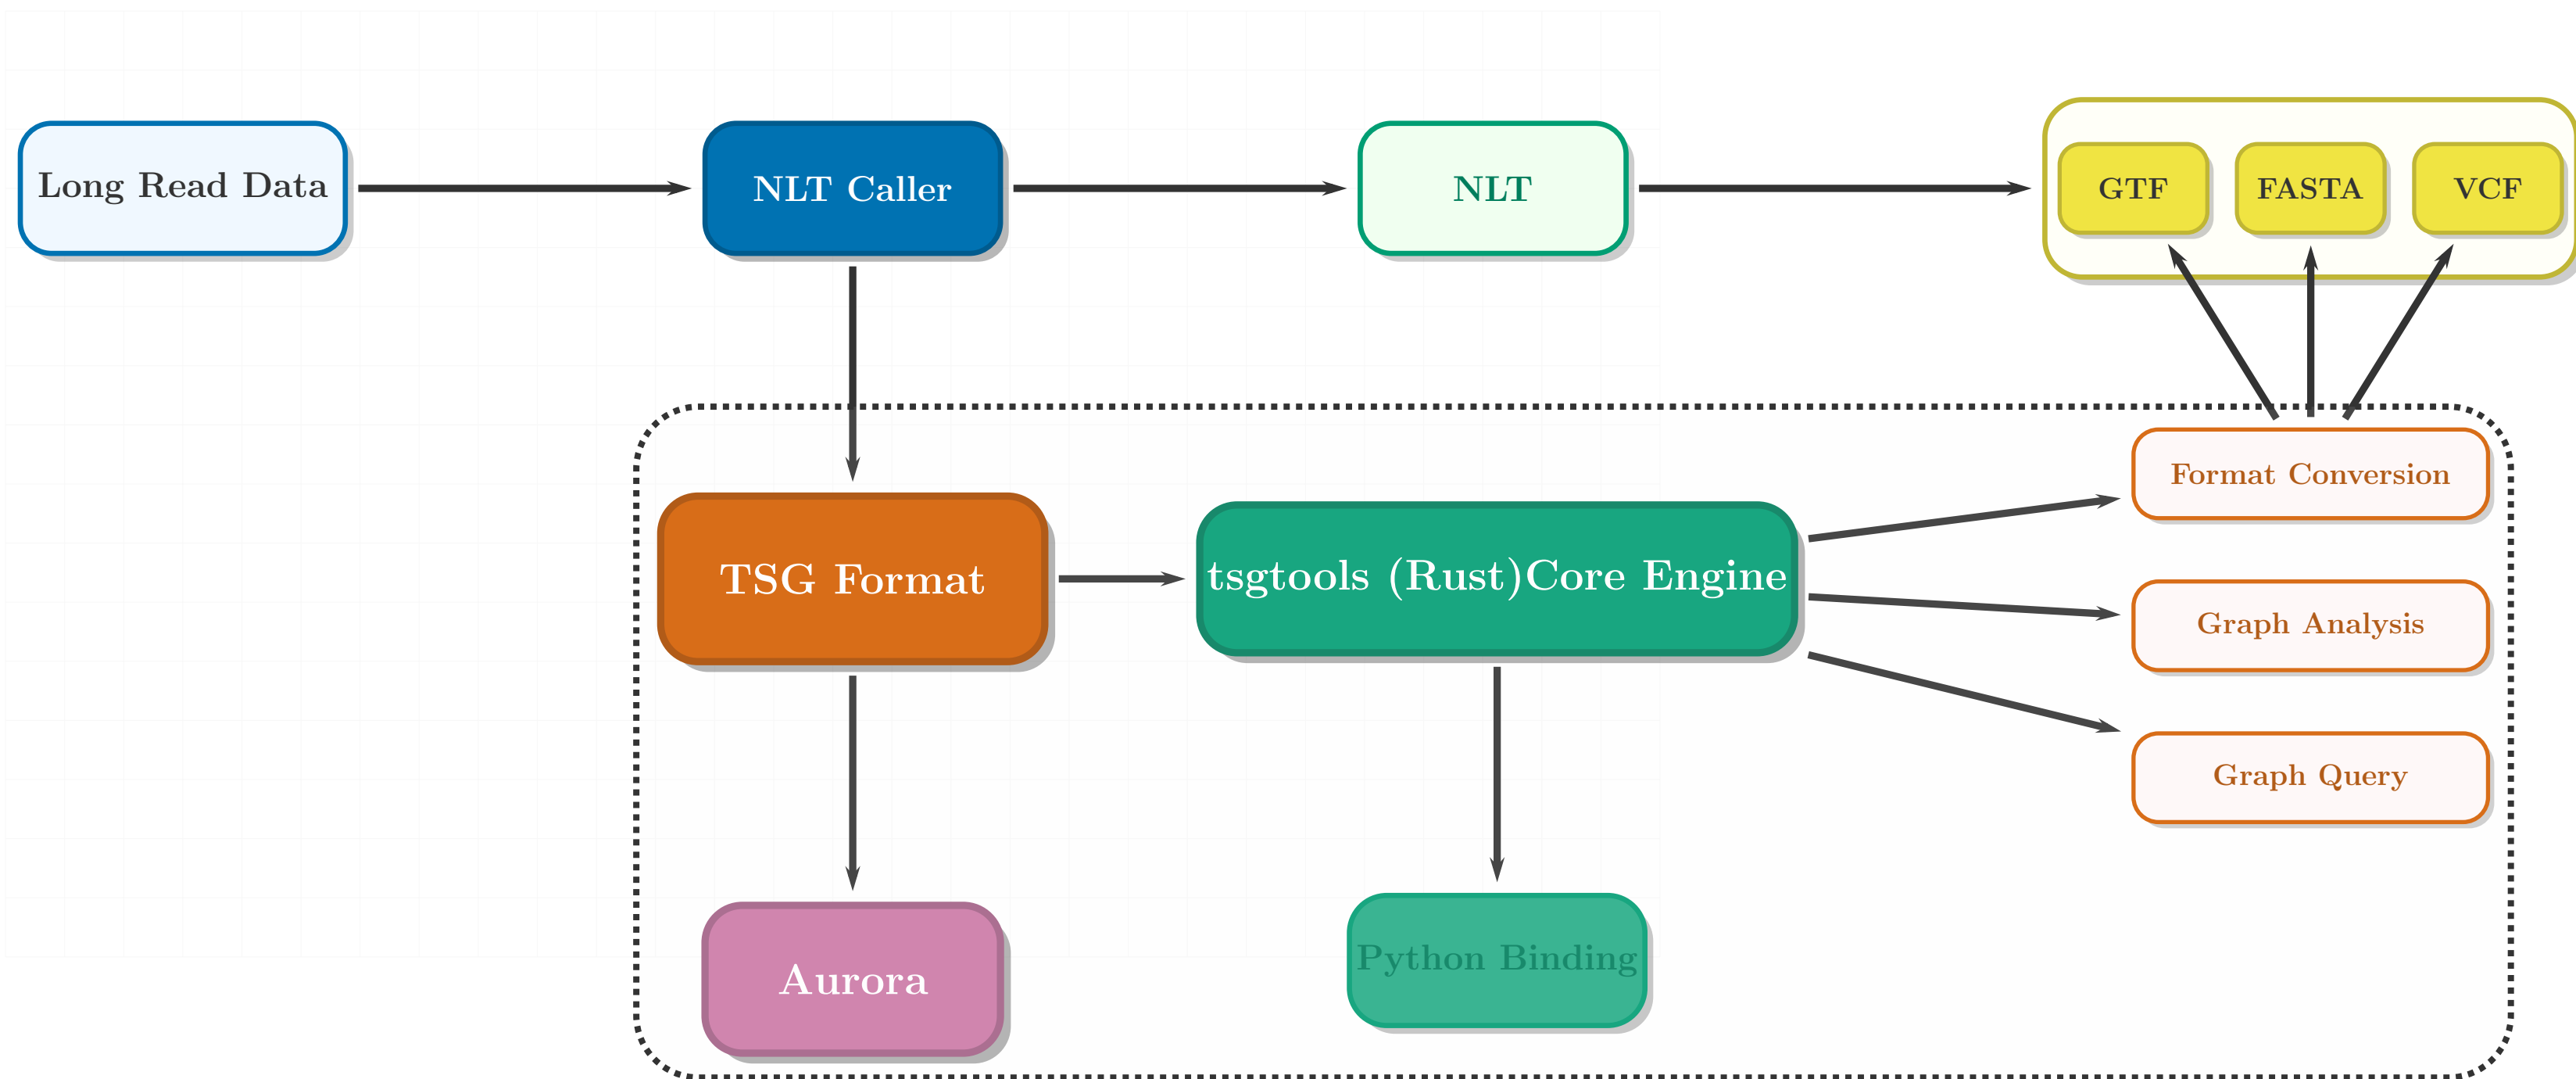 Long Read Data
NLT Caller
NLT
GTF
FASTA
VCF
Format Conversion
TSG Format
tsgtools (Rust)Core Engine
Graph Analysis
Graph Query
Aurora
Python Binding